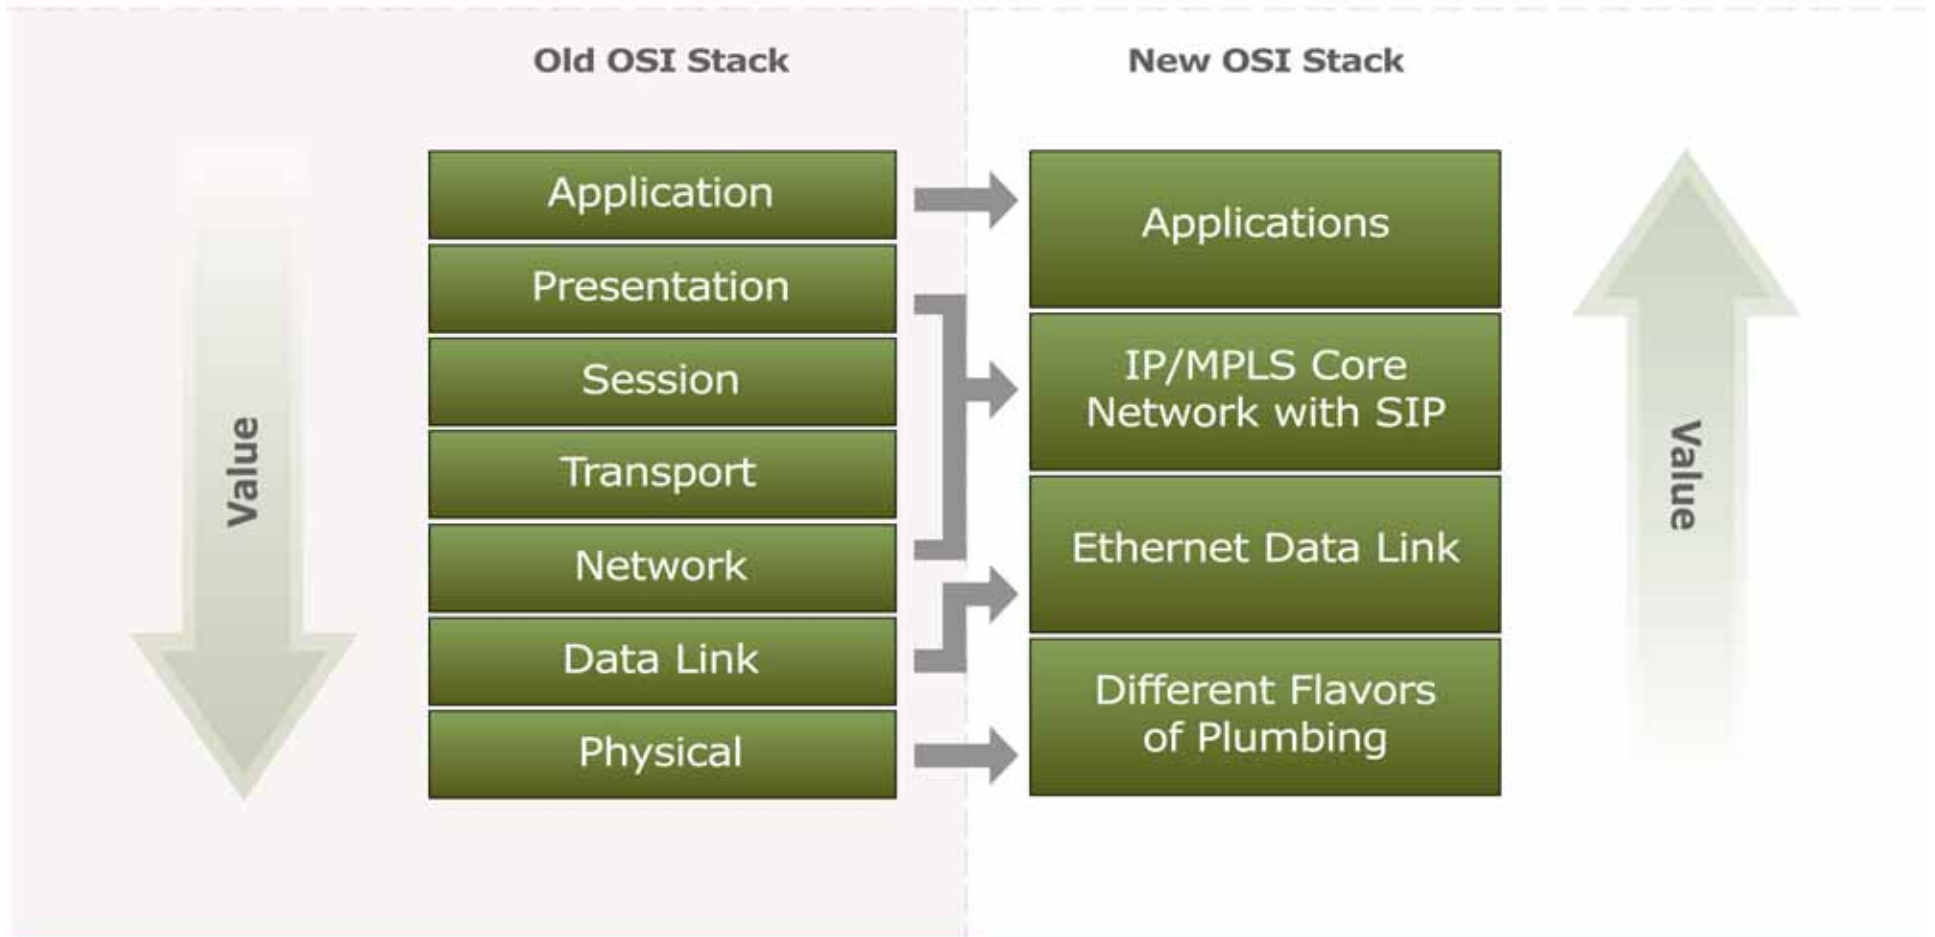 Old OSI Stack
Application
Presentation
Session
Transport
Network
Data Link
Physical
Value
New OSI Stack
Applications
IP/MPLS Core
Network with SIP
Ethernet Data Link
Different Flavors
of Plumbing
Value